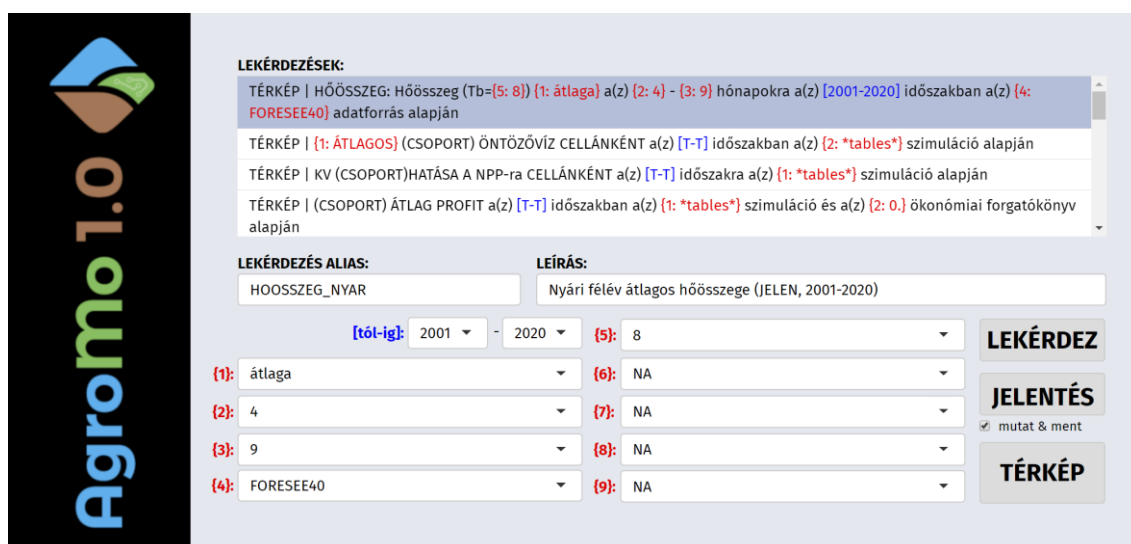 Agromo 1.0
LEKÉRDEZÉSEK:
TÉRKÉP | HŐÖSSZEG: Hőösszeg (Tb={5: 8}) {1: átlaga} a(z) {2: 4} - {3: 9} hónapokra a(z) [2001-2020] időszakban a(z) {4:
FORESEE40} adatforrás alapján
TÉRKÉP | {1: ÁTLAGOS} (CSOPORT) ÖNTÖZŐVÍZ CELLÁNKÉNT a(z) [T-T] időszakban a(z) {2: *tables*} szimuláció alapján
TÉRKÉP | KV (CSOPORT)HATÁSA A NPP-ra CELLÁNKÉNT a(z) [T-T] időszakra a(z) {1: *tables*} szimuláció alapján
TÉRKÉP | (CSOPORT) ÁTLAG PROFIT a(z) [T-T] időszakban a(z) {1: *tables*} szimuláció és a(z) {2: 0.} ökonómiai forgatókönyv
alapján
LEKÉRDEZÉS ALIAS: LEÍRÁS:
HOOSSZEG_NYAR Nyári félév átlagos hőösszege (JELEN, 2001-2020)
[tól-ig]: 2001 - 2020 {5}: 8 LEKÉRDEZ
{1}: átlaga {6}: NA
{2}: 4 {7}: NA JELENTÉS
mutat & ment
{3}: 9 {8}: NA
{4}: FORESEE40 {9}: NA TÉRKÉP